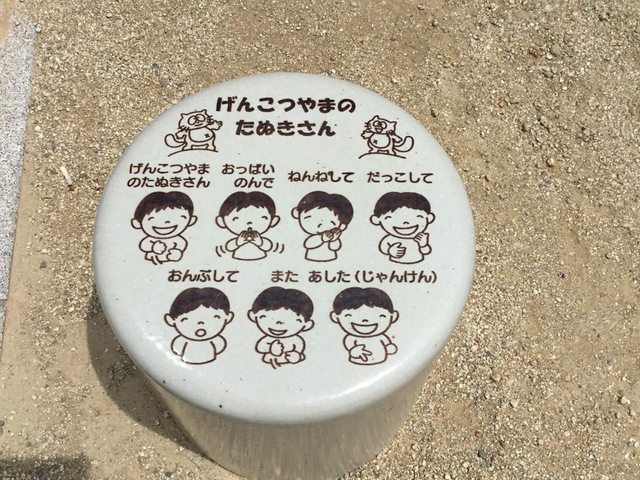 げんこつやまの
たぬきさん
げんこつやま おっぱい ねんねして だっこして
のたぬきさん のんで
おんぶして また あした(じゃんけん)